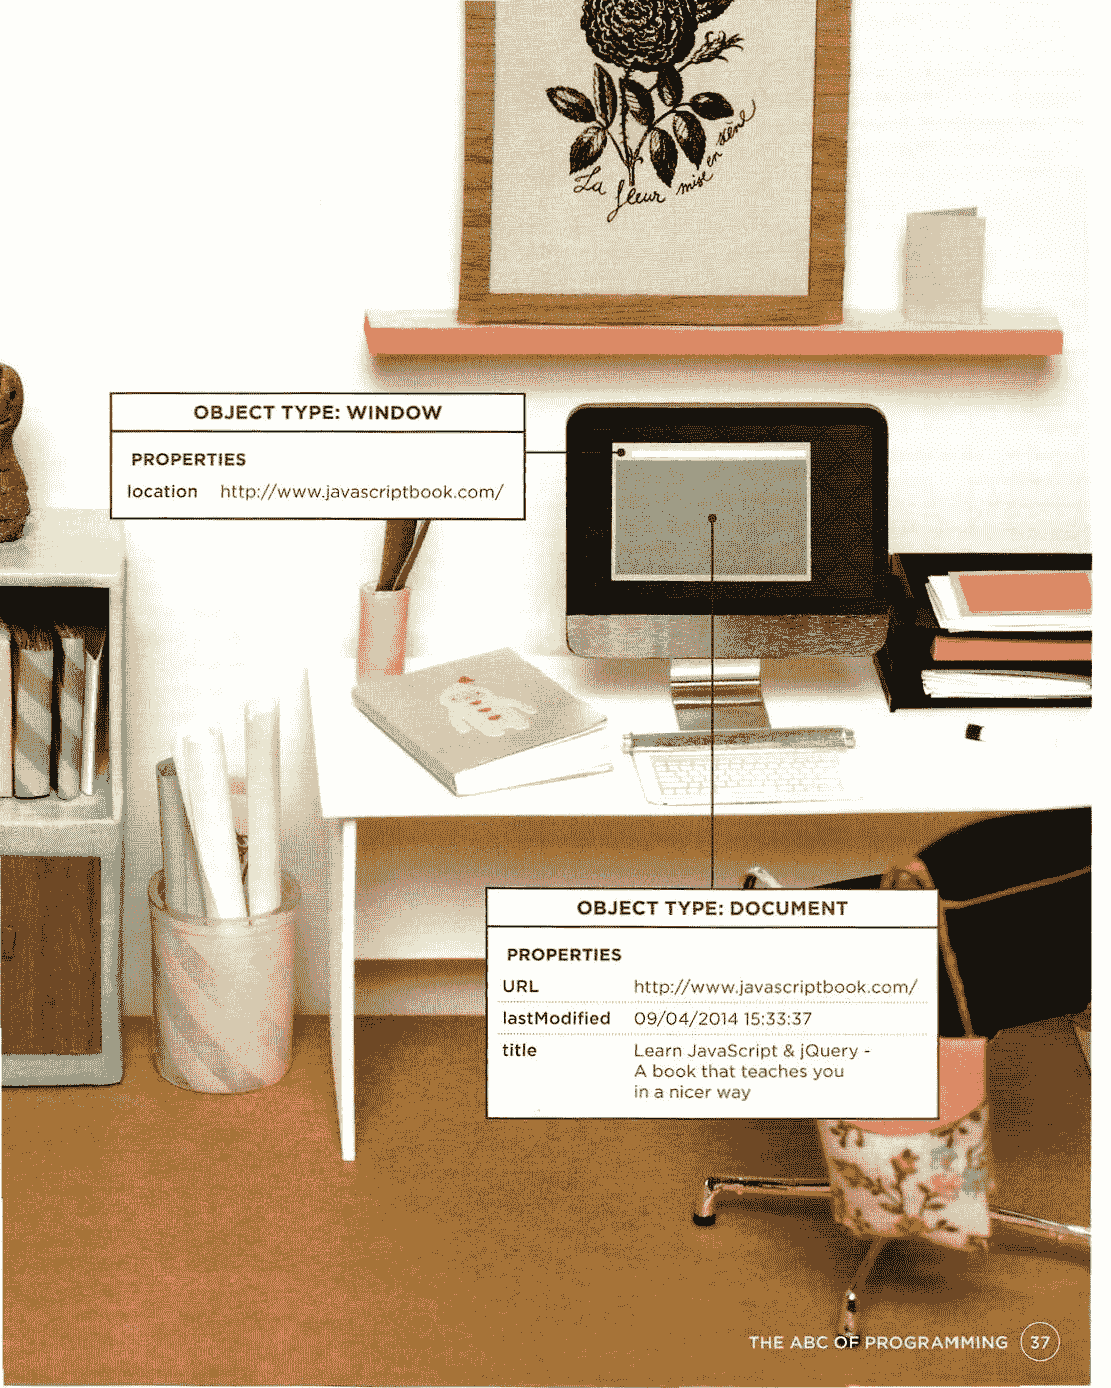 La fleur mise en scène
OBJECT TYPE: WINDOW
PROPERTIES
location http://www.javascriptbook.com/
OBJECT TYPE: DOCUMENT
PROPERTIES
URL http://www.javascriptbook.com/
lastModified 09/04/2014 15:33:37
title Learn JavaScript & jQuery -
A book that teaches you
in a nicer way
THE ABC OF PROGRAMMING 37